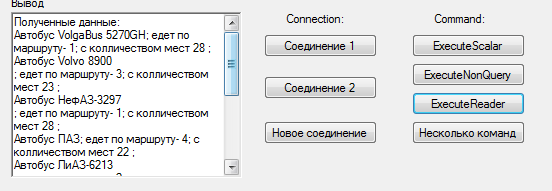 Вывод
Полученные данные:
Автобус VolgaBus 5270GH; едет по
маршруту- 1; с колличеством мест 28 ;
Автобус Volvo 8900
; едет по маршруту- 3; с колличеством
мест 23 ;
Автобус НефАЗ-3297
; едет по маршруту- 1; с колличеством
мест 28 ;
Автобус ПАЗ; едет по маршруту- 4; с
колличеством мест 22 ;
Автобус ЛиАЗ-6213
Connection:
Соединение 1
Соединение 2
Новое соединение
Command:
ExecuteScalar
ExecuteNonQuery
ExecuteReader
Несколько команд